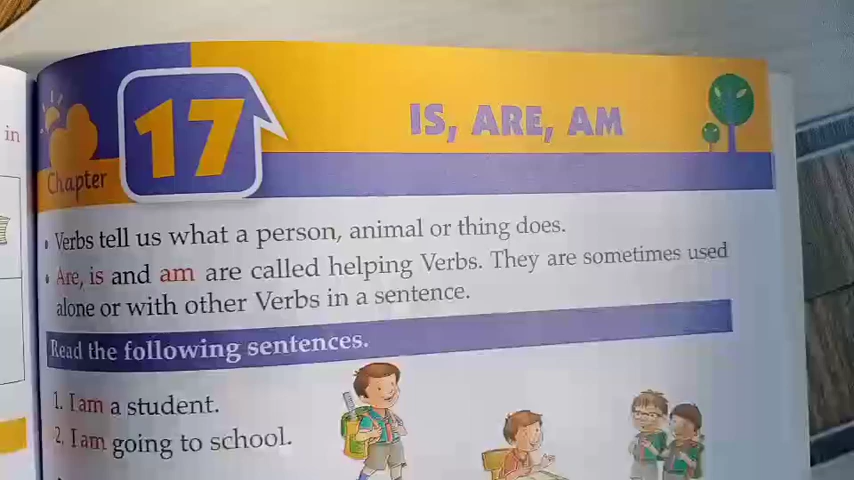 in
Chapter 17
IS, ARE, AM
• Verbs tell us what a person, animal or thing does.
• Are, is and am are called helping Verbs. They are sometimes used
alone or with other Verbs in a sentence.
Read the following sentences.
1. I am a student.
2. I am going to school.